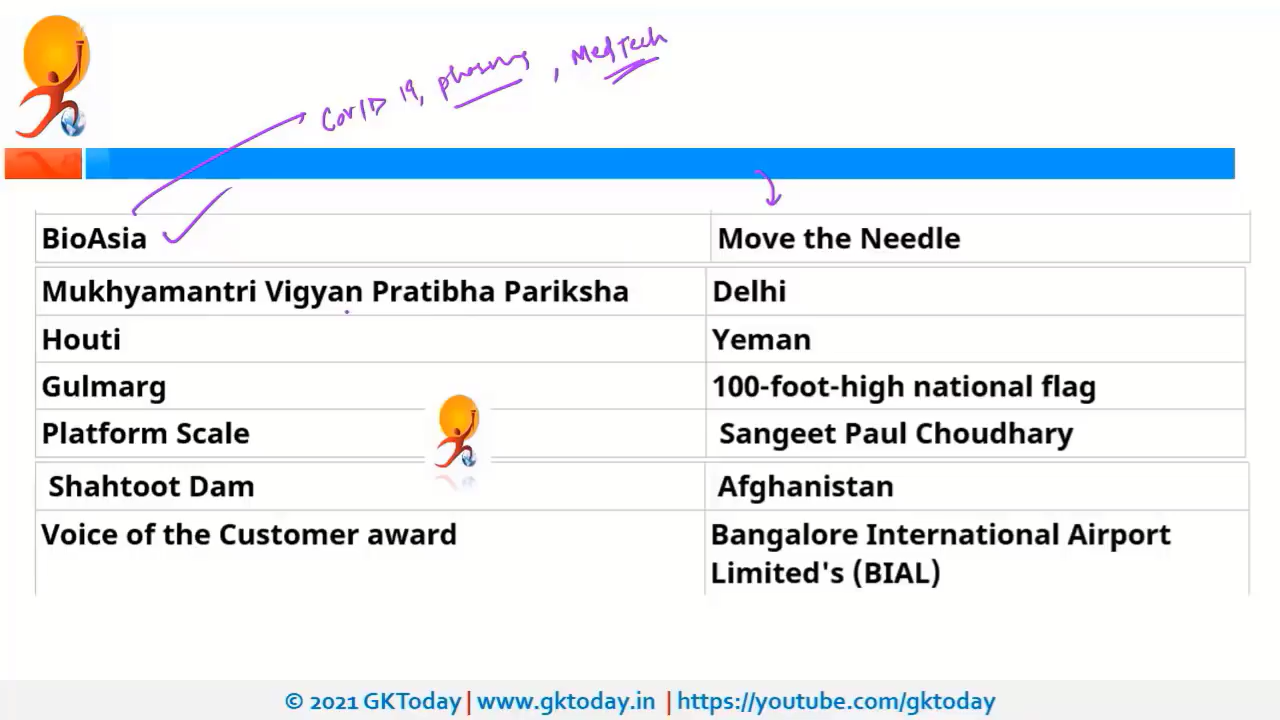 CovID 19, pharma, MedTech
BioAsia
Move the Needle
Mukhyamantri Vigyan Pratibha Pariksha
Delhi
Houti
Yeman
Gulmarg
100-foot-high national flag
Platform Scale
Sangeet Paul Choudhary
Shahtoot Dam
Afghanistan
Voice of the Customer award
Bangalore International Airport
Limited's (BIAL)
© 2021 GKToday | www.gktoday.in | https://youtube.com/gktoday